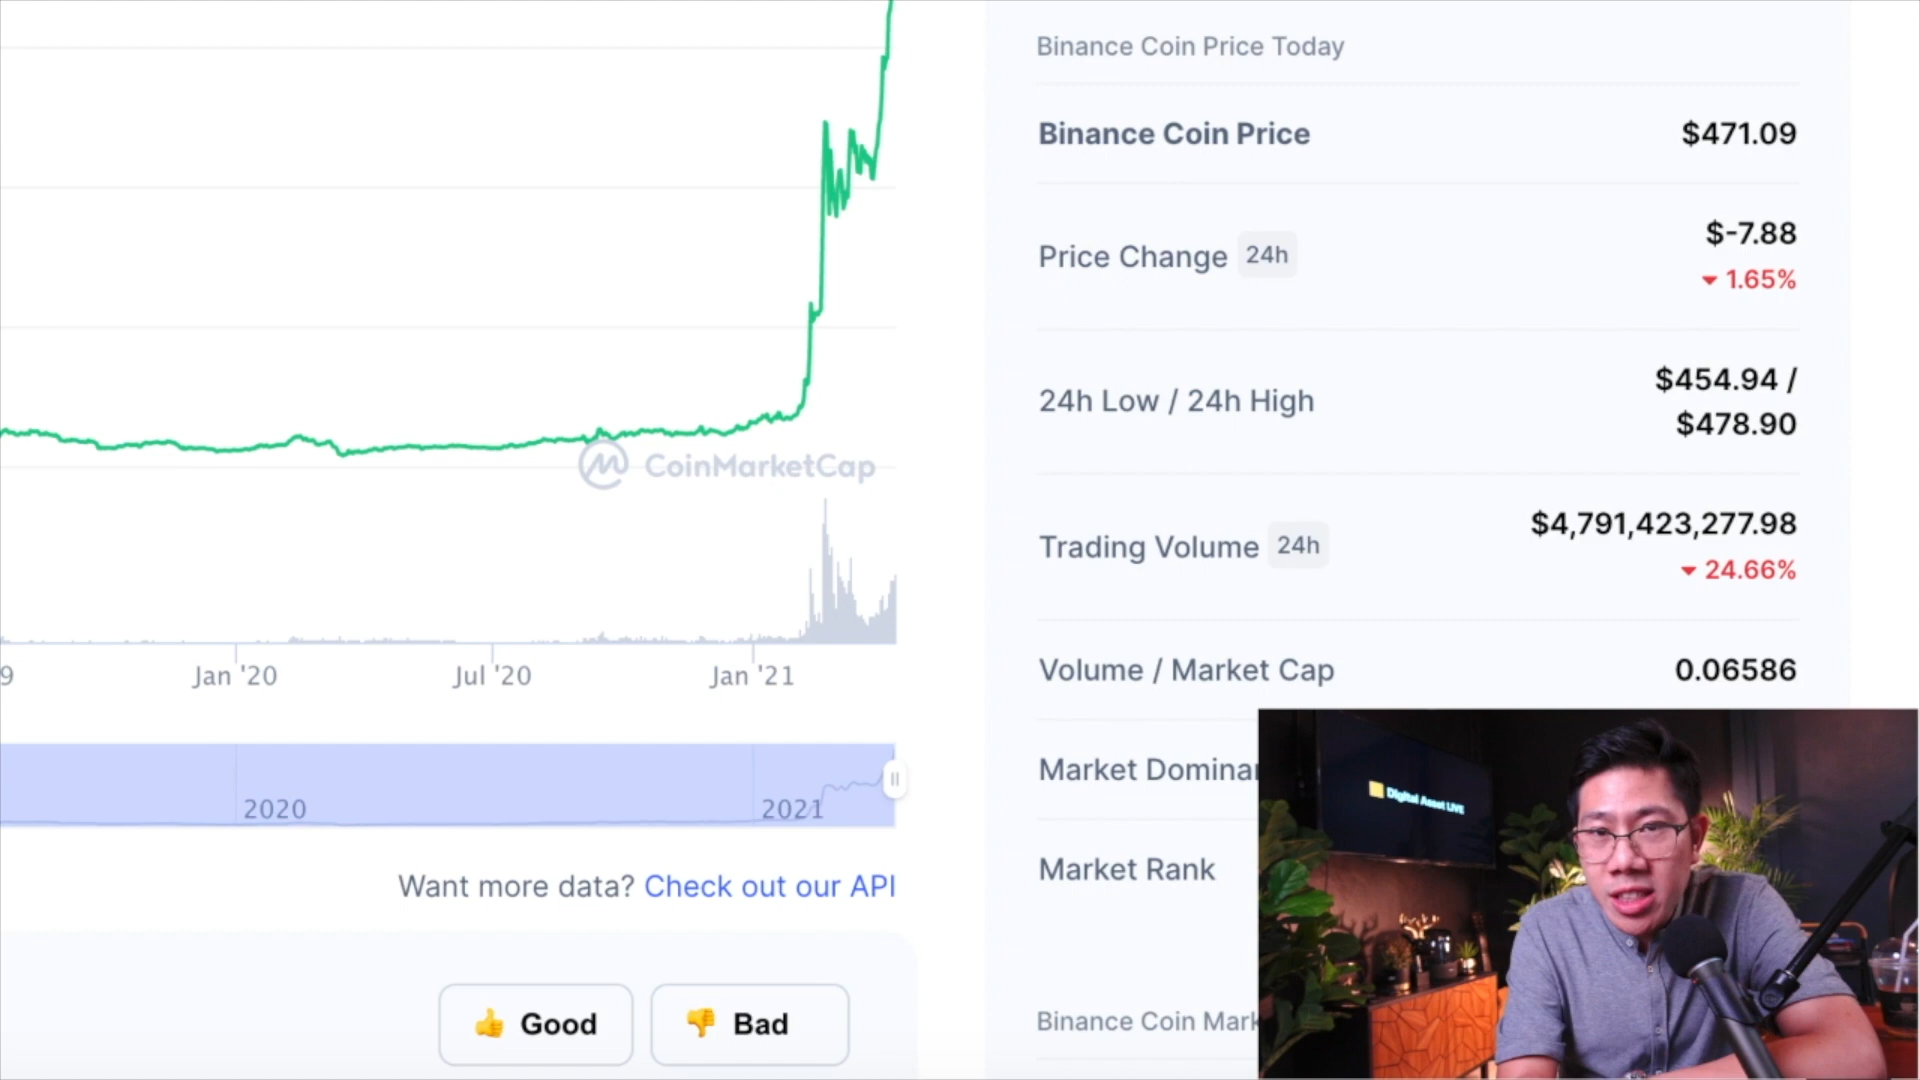 Binance Coin Price Today
Binance Coin Price
$471.09
Price Change 24h
$-7.88
1.65%
24h Low / 24h High
$454.94 /
$478.90
Trading Volume 24h
$4,791,423,277.98
24.66%
Volume / Market Cap
0.06586
Market Domina
Market Rank
Binance Coin Mark
CoinMarketCap
9
Jan '20
Jul '20
Jan '21
2020
2021
Want more data? Check out our API
Good
Bad
Digital Asset LIVE